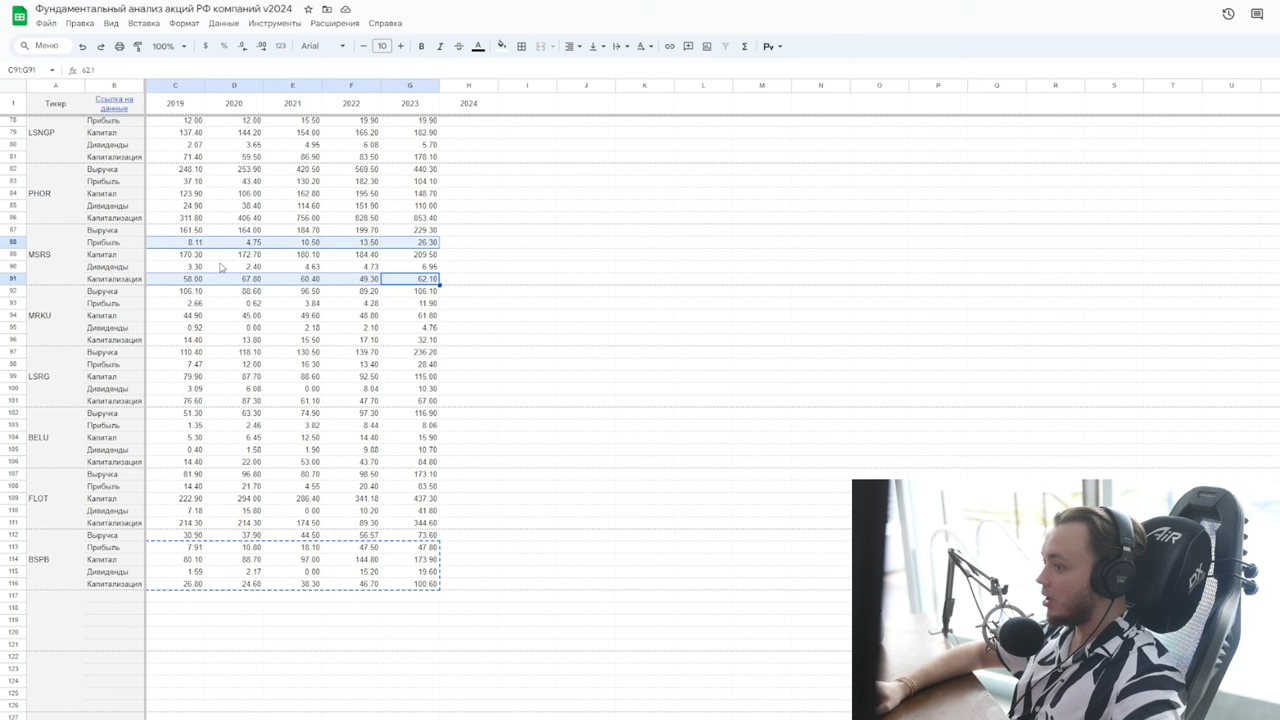 Фундаментальный анализ акций РФ компаний v2024
Файл Правка Вид Вставка Формат Данные Инструменты Расширения Справка
Меню 100% $ % .0 .00 123 Arial 10 B I S A Σ
C91:G91 fx 62.1
A B C D E F G H I J K L M N O P Q R S T U
1 Тикер Ссылка на данные 2019 2020 2021 2022 2023 2024
78 Прибыль 12.00 12.00 15.50 19.90 19.90
79 LSNGP Капитал 137.40 144.20 154.00 165.20 182.90
80 Дивиденды 2.07 3.65 4.95 6.08 5.70
81 Капитализация 71.40 59.50 86.90 83.50 178.10
82 Выручка 248.10 253.90 420.50 569.50 440.30
83 Прибыль 37.10 43.40 130.20 182.30 104.10
84 PHOR Капитал 123.90 106.00 162.80 195.50 148.70
85 Дивиденды 24.90 38.40 114.60 151.90 110.00
86 Капитализация 311.80 406.40 756.00 828.50 853.40
87 Выручка 161.50 164.00 184.70 199.70 229.30
88 Прибыль 8.11 4.75 10.50 13.50 26.30
89 MSRS Капитал 170.30 172.70 180.10 184.40 209.50
90 Дивиденды 3.30 2.40 4.63 4.73 6.95
91 Капитализация 58.00 67.80 60.40 49.30 62.10
92 Выручка 106.10 88.60 96.50 89.20 106.10
93 Прибыль 2.66 0.62 3.84 4.28 11.90
94 MRKU Капитал 44.90 45.00 49.60 48.80 61.80
95 Дивиденды 0.92 0.00 2.18 2.10 4.76
96 Капитализация 14.40 13.80 15.50 17.10 32.10
97 Выручка 110.40 118.10 130.50 139.70 236.20
98 Прибыль 7.47 12.00 16.30 13.40 28.40
99 LSRG Капитал 79.90 87.70 88.60 92.50 115.00
100 Дивиденды 3.09 6.08 0.00 8.04 10.30
101 Капитализация 76.60 87.30 61.10 47.70 67.00
102 Выручка 51.30 63.30 74.90 97.30 116.90
103 Прибыль 1.35 2.46 3.82 8.44 8.06
104 BELU Капитал 5.30 6.45 12.50 14.40 15.90
105 Дивиденды 0.40 1.58 1.90 9.88 10.70
106 Капитализация 14.40 22.00 53.00 43.70 84.80
107 Выручка 81.90 96.80 80.70 98.50 173.10
108 Прибыль 14.40 21.70 4.55 20.40 83.50
109 FLOT Капитал 222.90 294.00 286.40 341.18 437.30
110 Дивиденды 7.18 15.80 0.00 10.20 41.80
111 Капитализация 214.30 214.30 174.50 89.30 344.60
112 Выручка 30.90 37.90 44.50 56.57 73.60
113 Прибыль 7.91 10.80 18.10 47.50 47.80
114 BSPB Капитал 80.10 88.70 97.00 144.80 173.90
115 Дивиденды 1.59 2.17 0.00 15.20 19.60
116 Капитализация 26.80 24.60 38.30 46.70 100.60
117
118
119
120
121
122
123
124
125
126
127
AIR
DX